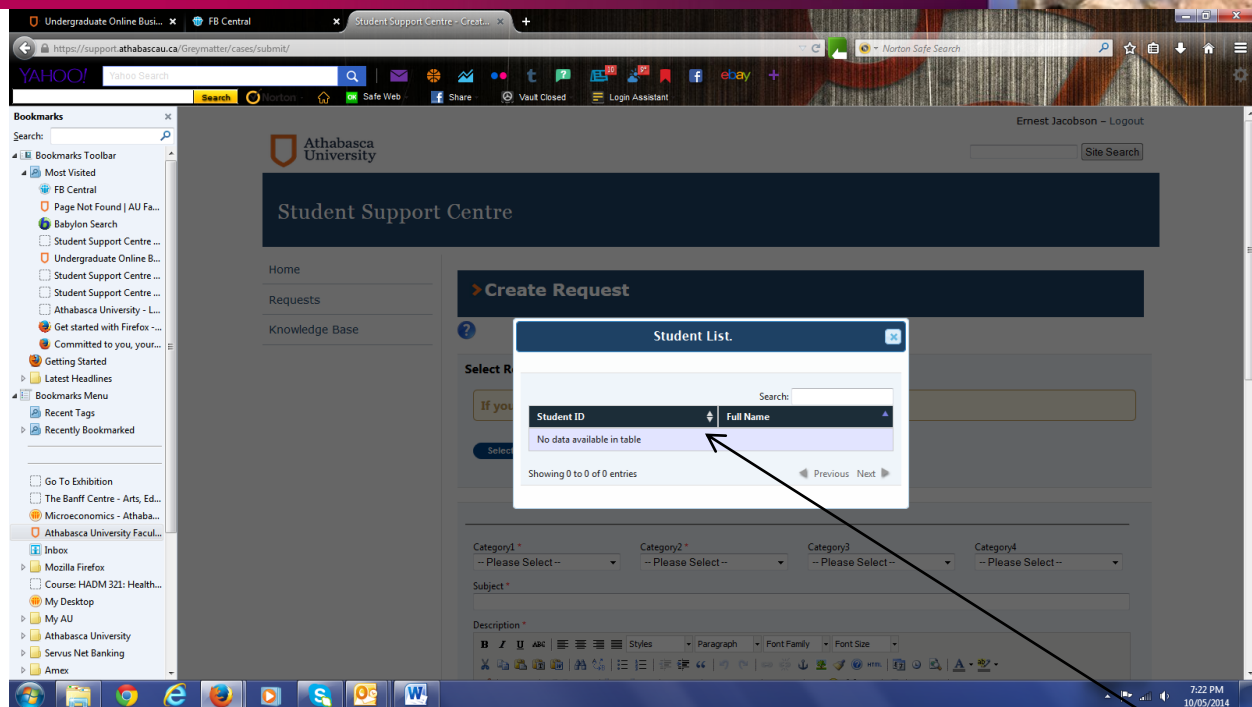 Undergraduate Online Busi...
FB Central
Student Support Centre - Creat...
https://support.athabascau.ca/Greymatter/cases/submit/
Norton Safe Search
YAHOO!
Yahoo Search
ebay
Search
Norton
Safe Web
Share
Vault Closed
Login Assistant
Bookmarks
Search:
Bookmarks Toolbar
Most Visited
FB Central
Page Not Found | AU Fa...
Babylon Search
Student Support Centre ...
Undergraduate Online B...
Student Support Centre ...
Student Support Centre ...
Athabasca University - L...
Get started with Firefox -...
Committed to you, your...
Getting Started
Latest Headlines
Bookmarks Menu
Recent Tags
Recently Bookmarked
Go To Exhibition
The Banff Centre - Arts, Ed...
Microeconomics - Athaba...
Athabasca University Facul...
Inbox
Mozilla Firefox
Course: HADM 321: Health...
My Desktop
My AU
Athabasca University
Servus Net Banking
Amex
Ernest Jacobson – Logout
Athabasca
University
Site Search
Student Support Centre
Home
Requests
Knowledge Base
Create Request
Select R
If you
Select
Student List.
Search:
Student ID Full Name
No data available in table
Showing 0 to 0 of 0 entries
Previous Next
Category1 * Category2 * Category3 Category4
-- Please Select -- -- Please Select -- -- Please Select -- -- Please Select --
Subject *
Description *
B I U ABC Styles Paragraph Font Family Font Size
HTML
7:22 PM
10/05/2014